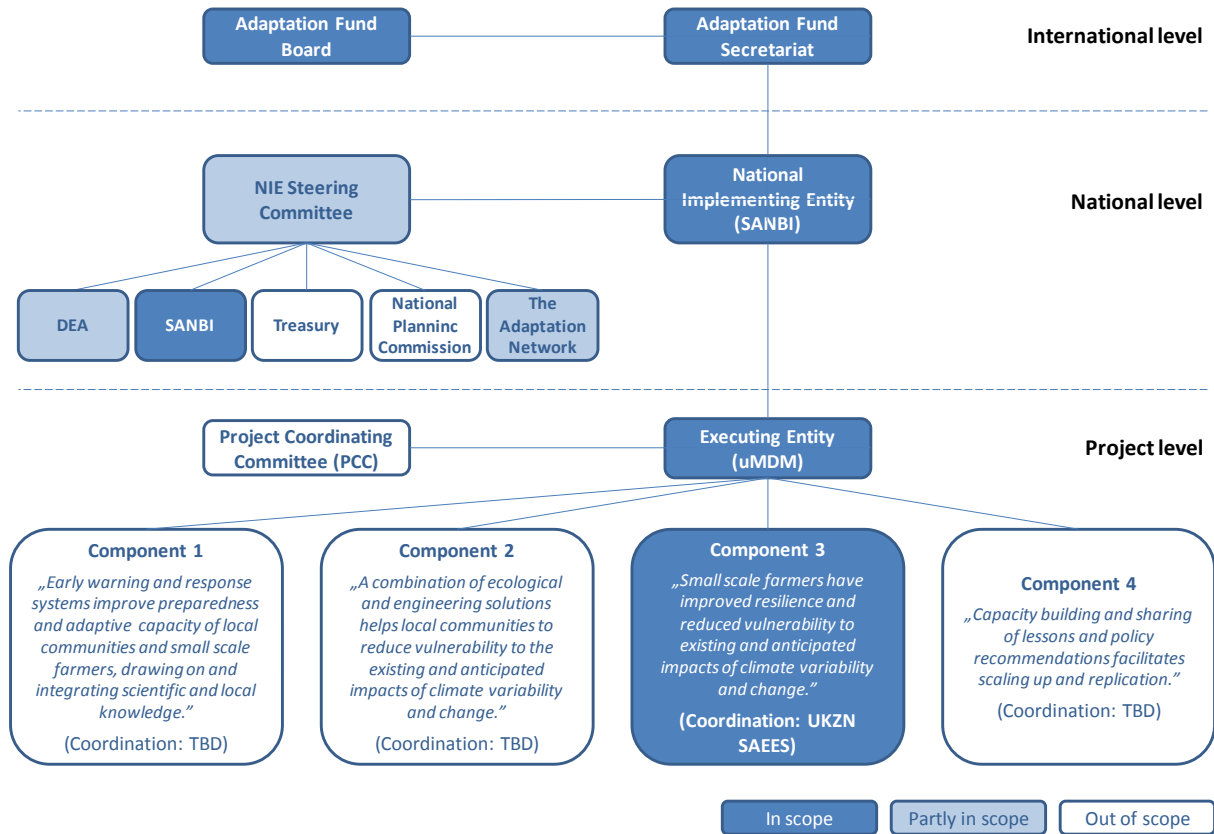 Adaptation Fund
Board
Adaptation Fund
Secretariat
International level
NIE Steering
Committee
National
Implementing Entity
(SANBI)
National level
DEA
SANBI
Treasury
National
Planninc
Commission
The
Adaptation
Network
Project Coordinating
Committee (PCC)
Executing Entity
(uMDM)
Project level
Component 1
„Early warning and response
systems improve preparedness
and adaptive capacity of local
communities and small scale
farmers, drawing on and
integrating scientific and local
knowledge.”
(Coordination: TBD)
Component 2
„A combination of ecological
and engineering solutions
helps local communities to
reduce vulnerability to the
existing and anticipated
impacts of climate variability
and change.”
(Coordination: TBD)
Component 3
„Small scale farmers have
improved resilience and
reduced vulnerability to
existing and anticipated
impacts of climate variability
and change.”
(Coordination: UKZN
SAEES)
Component 4
„Capacity building and sharing
of lessons and policy
recommendations facilitates
scaling up and replication.”
(Coordination: TBD)
In scope
Partly in scope
Out of scope